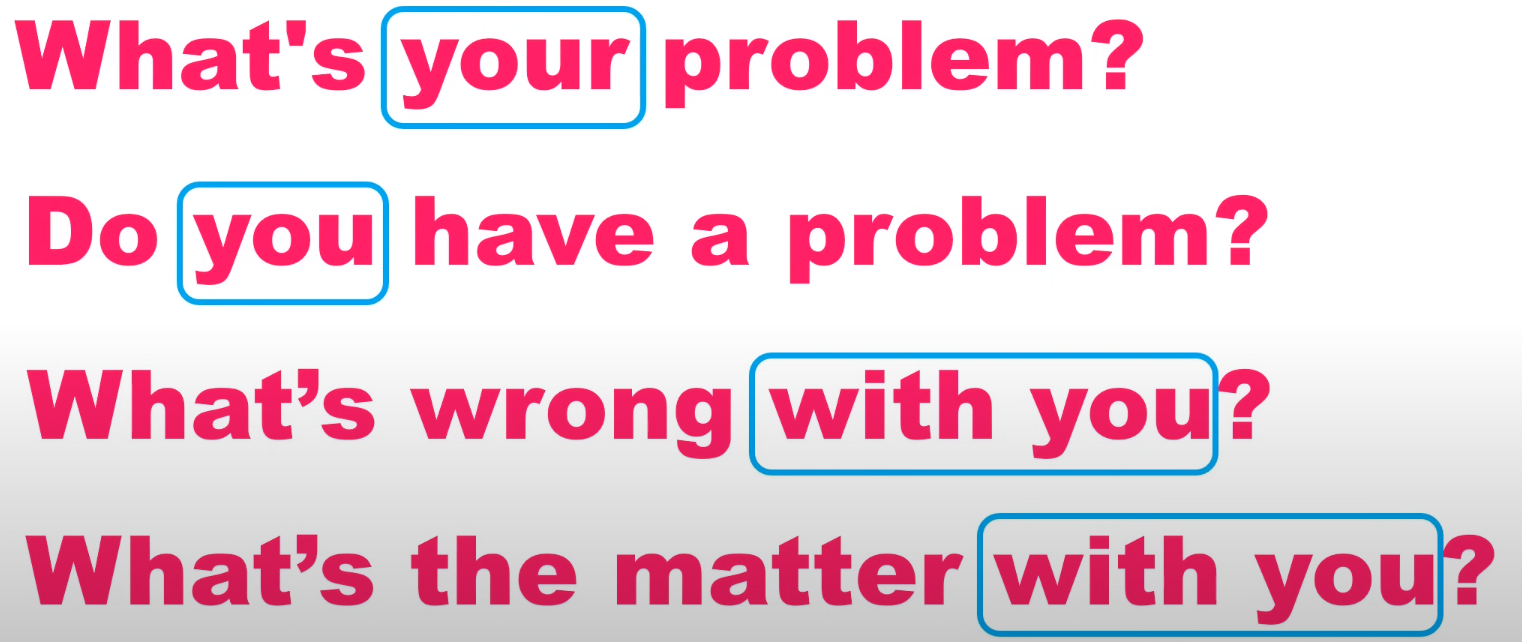 What's your problem?
Do you have a problem?
What’s wrong with you?
What’s the matter with you?